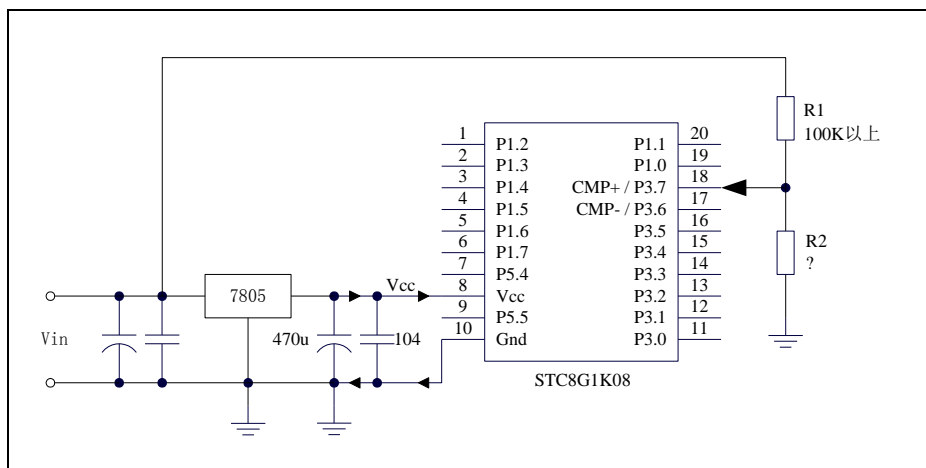 R1
100K以上
1
P1.2
P1.1
20
2
P1.3
P1.0
19
3
P1.4
CMP+ / P3.7
18
4
P1.5
CMP- / P3.6
17
5
P1.6
P3.5
16
6
P1.7
P3.4
15
7
P5.4
P3.3
14
8
Vcc
P3.2
13
9
P5.5
P3.1
12
10
Gnd
P3.0
11
R2
?
7805
Vcc
Vin
470u
104
STC8G1K08